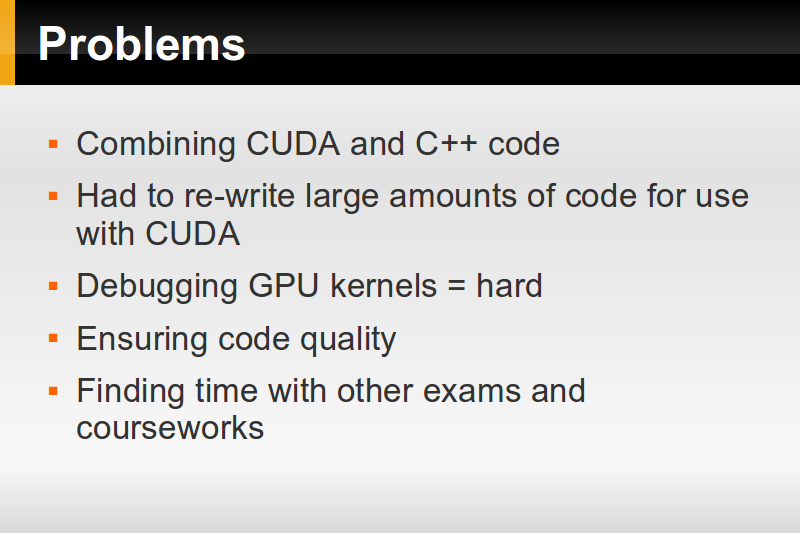 Problems
Combining CUDA and C++ code
Had to re-write large amounts of code for use
with CUDA
Debugging GPU kernels = hard
Ensuring code quality
Finding time with other exams and
courseworks